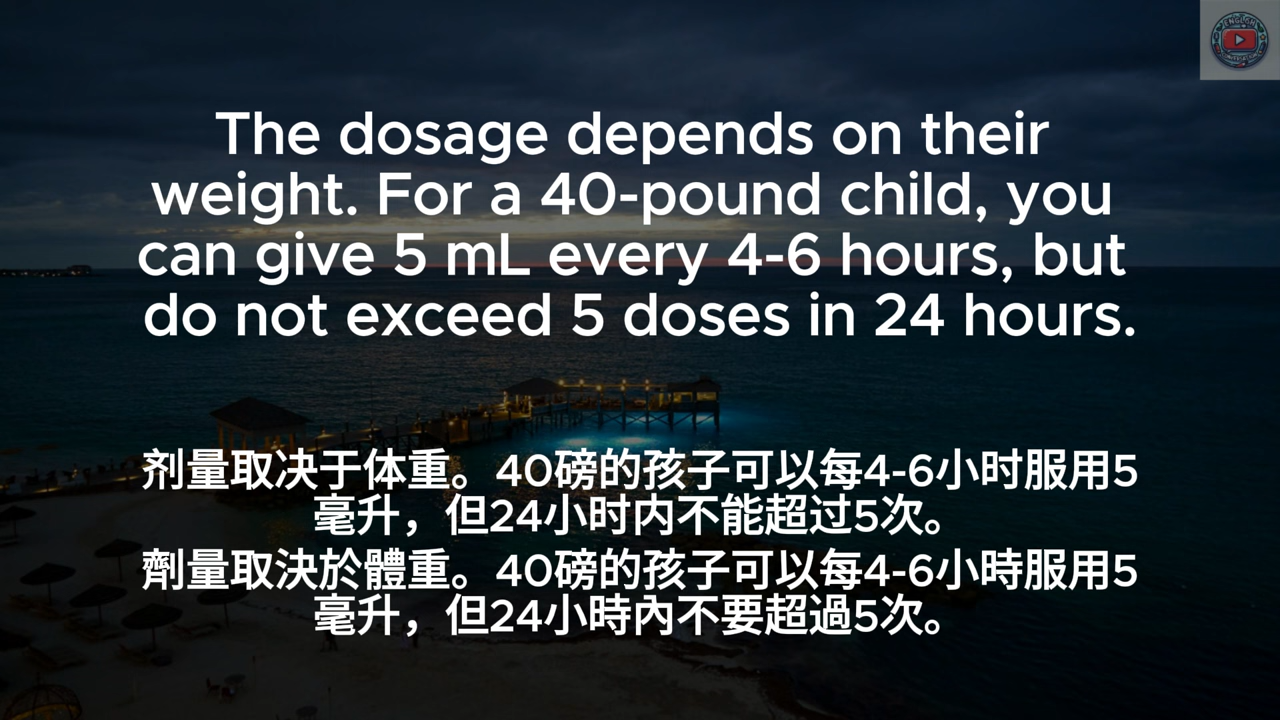 ENGLISH
CONVERSATION
The dosage depends on their
weight. For a 40-pound child, you
can give 5 mL every 4-6 hours, but
do not exceed 5 doses in 24 hours.
剂量取决于体重。40磅的孩子可以每4-6小时服用5
毫升，但24小时内不能超过5次。
劑量取決於體重。40磅的孩子可以每4-6小時服用5
毫升，但24小時內不要超過5次。